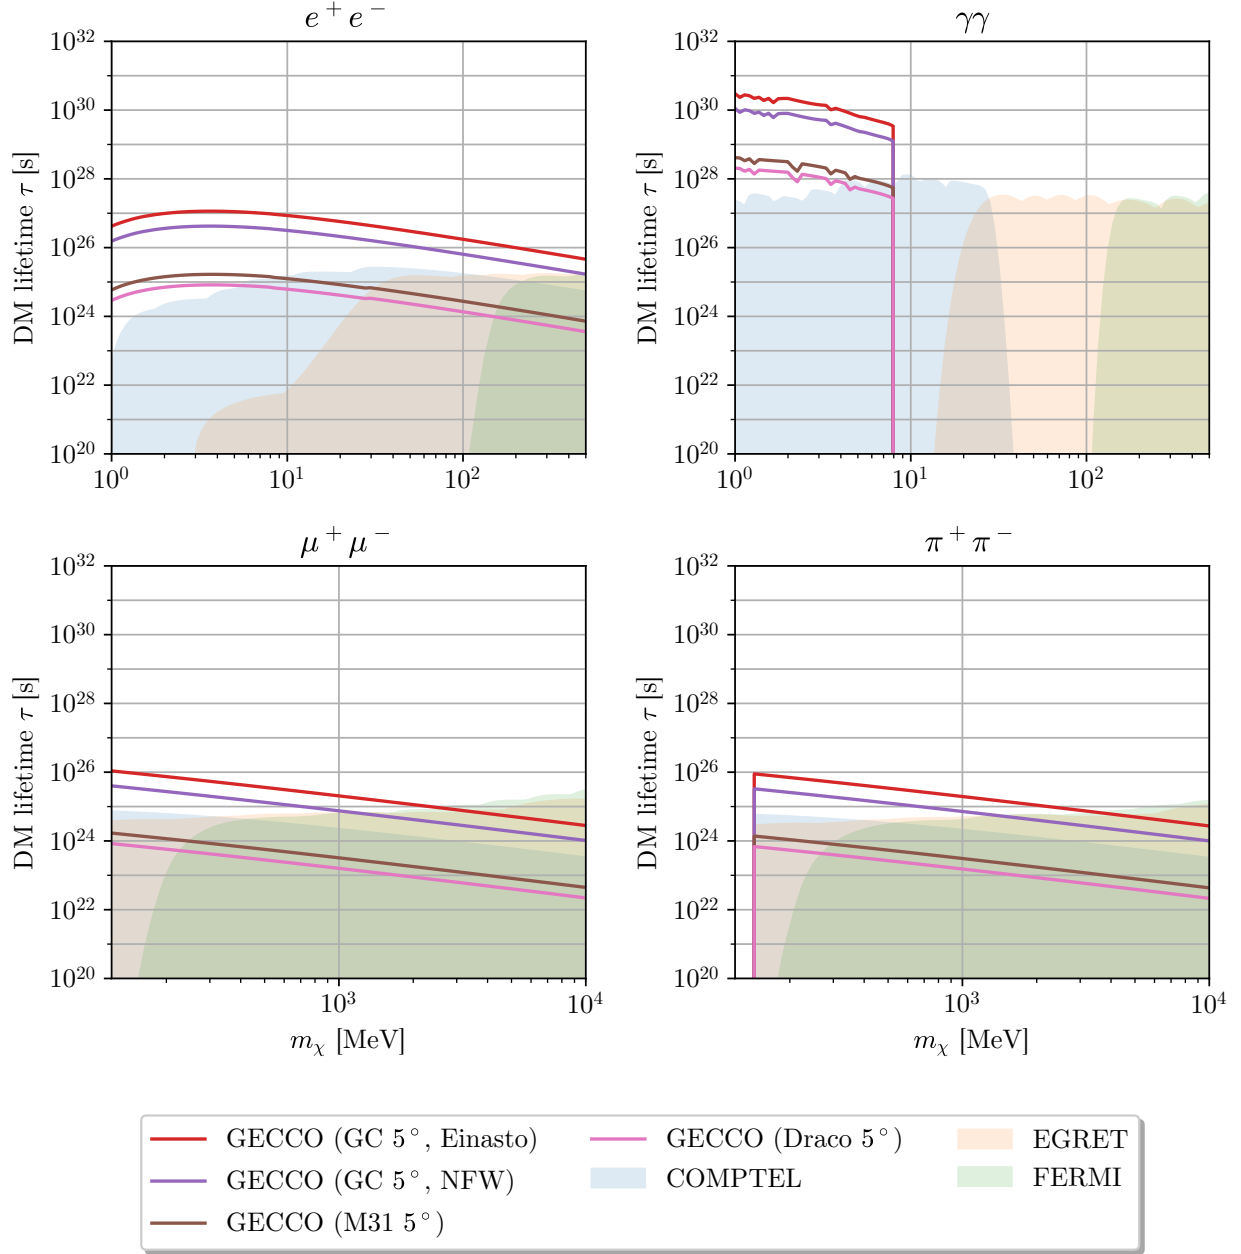 e⁺e⁻
γγ
DM lifetime τ [s]
10³²
10³⁰
10²⁸
10²⁶
10²⁴
10²²
10²⁰
10⁰
10¹
10²
DM lifetime τ [s]
10³²
10³⁰
10²⁸
10²⁶
10²⁴
10²²
10²⁰
10⁰
10¹
10²
μ⁺μ⁻
π⁺π⁻
DM lifetime τ [s]
10³²
10³⁰
10²⁸
10²⁶
10²⁴
10²²
10²⁰
10³
10⁴
m_χ [MeV]
DM lifetime τ [s]
10³²
10³⁰
10²⁸
10²⁶
10²⁴
10²²
10²⁰
10³
10⁴
m_χ [MeV]
GECCO (GC 5°, Einasto)
GECCO (GC 5°, NFW)
GECCO (M31 5°)
GECCO (Draco 5°)
COMPTEL
EGRET
FERMI